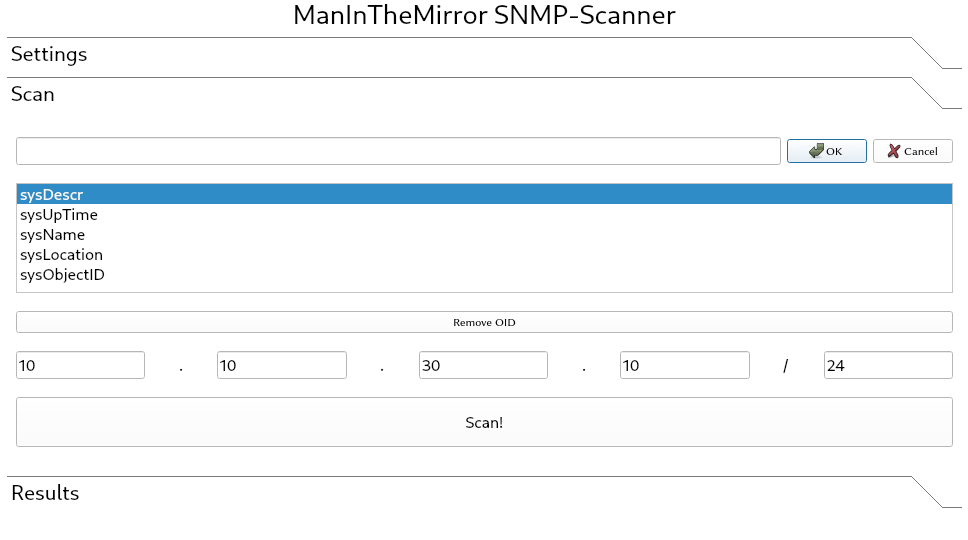 ManInTheMirror SNMP-Scanner
Settings
Scan
OK Cancel
sysDescr
sysUpTime
sysName
sysLocation
sysObjectID
Remove OID
10 . 10 . 30 . 10 / 24
Scan!
Results